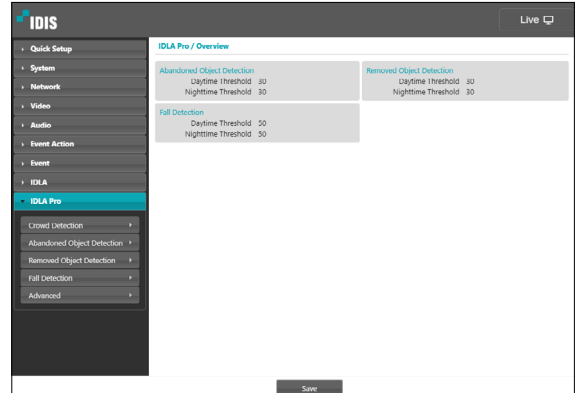 IDIS
Live
Quick Setup
System
Network
Video
Audio
Event Action
Event
IDLA
IDLA Pro
Crowd Detection
Abandoned Object Detection
Removed Object Detection
Fall Detection
Advanced
IDLA Pro / Overview
Abandoned Object Detection
Daytime Threshold 30
Nighttime Threshold 30
Removed Object Detection
Daytime Threshold 30
Nighttime Threshold 30
Fall Detection
Daytime Threshold 50
Nighttime Threshold 50
Save